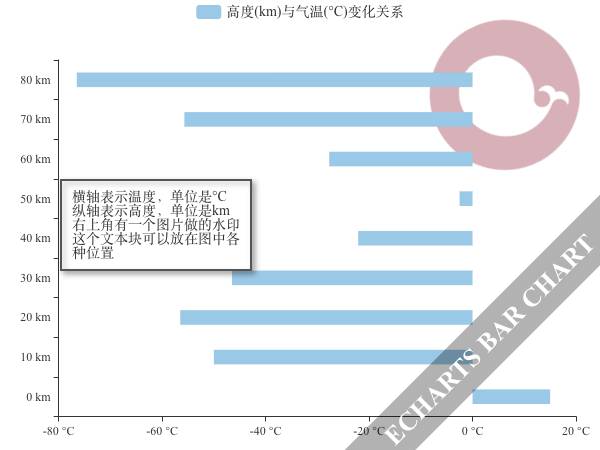 高度(km)与气温(°C)变化关系
80 km
70 km
60 km
50 km
40 km
30 km
20 km
10 km
0 km
横轴表示温度，单位是°C
纵轴表示高度，单位是km
右上角有一个图片做的水印
这个文本块可以放在图中各
种位置
-80 °C
-60 °C
-40 °C
-20 °C
0 °C
20 °C
ECHARTS BAR CHART